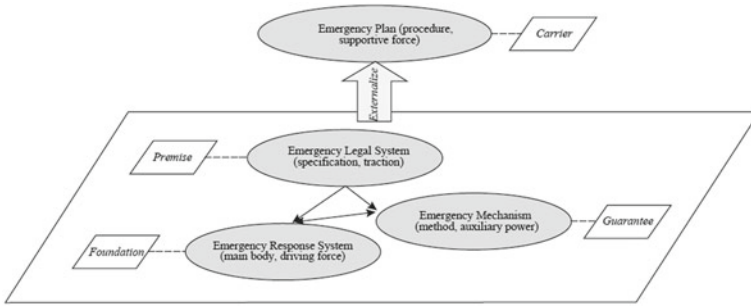 Emergency Plan (procedure,
supportive force)
Carrier
Externalize
Premise
Emergency Legal System
(specification, traction)
Emergency Mechanism
(method, auxiliary power)
Guarantee
Foundation
Emergency Response System
(main body, driving force)